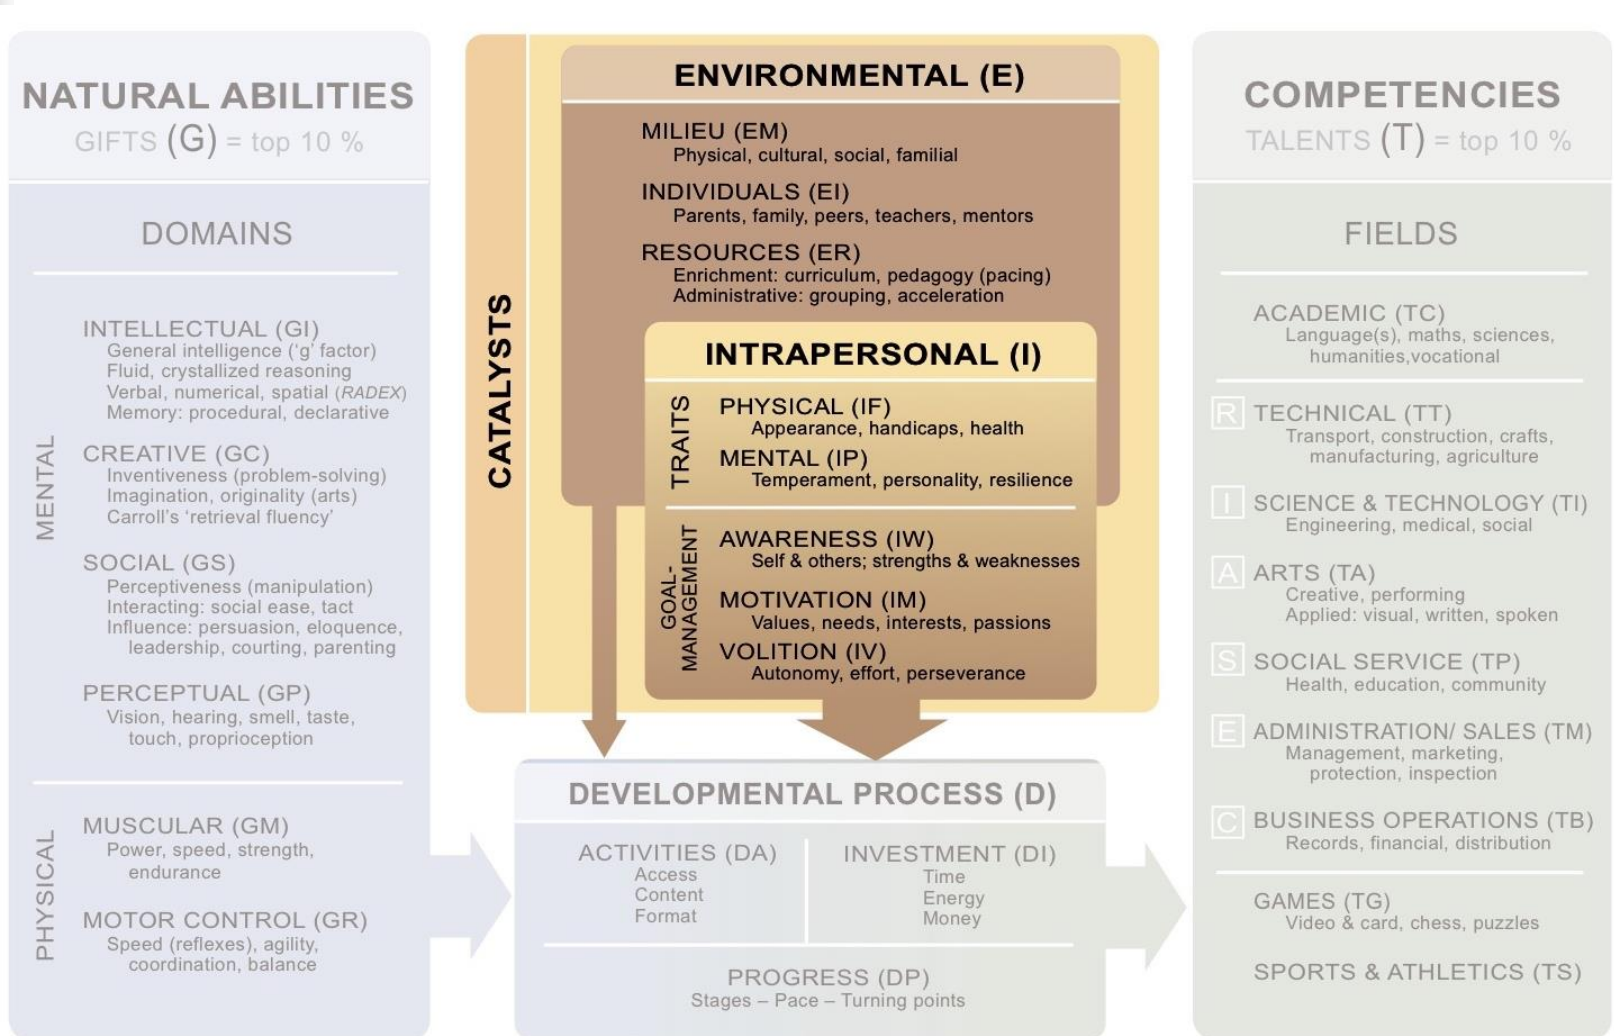 NATURAL ABILITIES
GIFTS (G) = top 10 %
DOMAINS
MENTAL
INTELLECTUAL (GI)
General intelligence (‘g’ factor)
Fluid, crystallized reasoning
Verbal, numerical, spatial (RADEX)
Memory: procedural, declarative
CREATIVE (GC)
Inventiveness (problem-solving)
Imagination, originality (arts)
Carroll’s ‘retrieval fluency’
SOCIAL (GS)
Perceptiveness (manipulation)
Interacting: social ease, tact
Influence: persuasion, eloquence,
leadership, courting, parenting
PERCEPTUAL (GP)
Vision, hearing, smell, taste,
touch, proprioception
PHYSICAL
MUSCULAR (GM)
Power, speed, strength,
endurance
MOTOR CONTROL (GR)
Speed (reflexes), agility,
coordination, balance
CATALYSTS
ENVIRONMENTAL (E)
MILIEU (EM)
Physical, cultural, social, familial
INDIVIDUALS (EI)
Parents, family, peers, teachers, mentors
RESOURCES (ER)
Enrichment: curriculum, pedagogy (pacing)
Administrative: grouping, acceleration
INTRAPERSONAL (I)
TRAITS
PHYSICAL (IF)
Appearance, handicaps, health
MENTAL (IP)
Temperament, personality, resilience
GOAL-
MANAGEMENT
AWARENESS (IW)
Self & others; strengths & weaknesses
MOTIVATION (IM)
Values, needs, interests, passions
VOLITION (IV)
Autonomy, effort, perseverance
DEVELOPMENTAL PROCESS (D)
ACTIVITIES (DA)
Access
Content
Format
INVESTMENT (DI)
Time
Energy
Money
PROGRESS (DP)
Stages – Pace – Turning points
COMPETENCIES
TALENTS (T) = top 10 %
FIELDS
ACADEMIC (TC)
Language(s), maths, sciences,
humanities,vocational
R TECHNICAL (TT)
Transport, construction, crafts,
manufacturing, agriculture
I SCIENCE & TECHNOLOGY (TI)
Engineering, medical, social
A ARTS (TA)
Creative, performing
Applied: visual, written, spoken
S SOCIAL SERVICE (TP)
Health, education, community
E ADMINISTRATION/ SALES (TM)
Management, marketing,
protection, inspection
C BUSINESS OPERATIONS (TB)
Records, financial, distribution
GAMES (TG)
Video & card, chess, puzzles
SPORTS & ATHLETICS (TS)